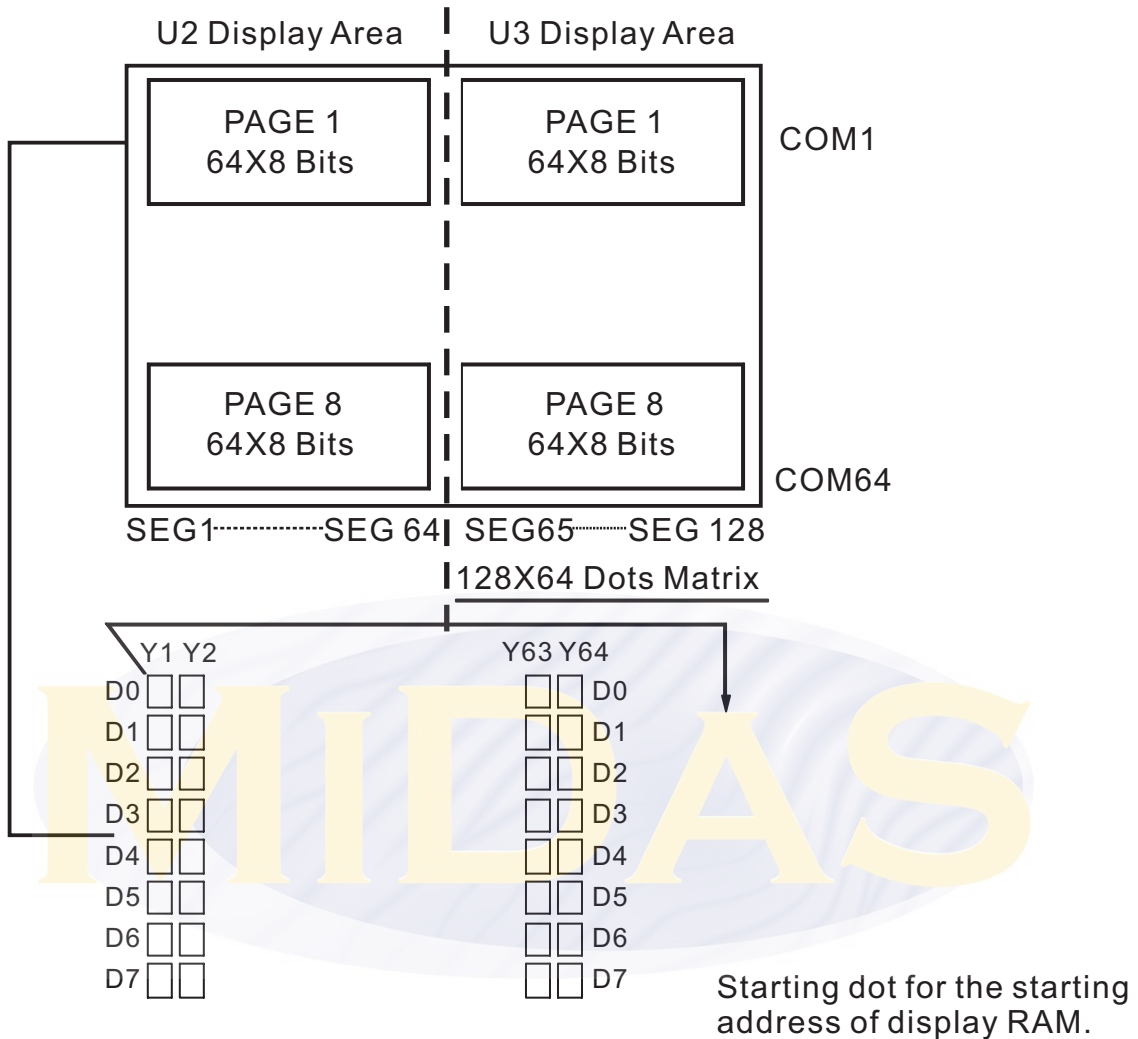 U2 Display Area U3 Display Area
PAGE 1 PAGE 1 COM1
64X8 Bits 64X8 Bits
PAGE 8 PAGE 8
64X8 Bits 64X8 Bits
COM64
SEG1 SEG 64 SEG65 SEG 128
128X64 Dots Matrix
Y1 Y2 Y63 Y64
D0 D0
D1 D1
D2 D2
D3 D3
D4 D4
D5 D5
D6 D6
D7 D7
MIDAS
Starting dot for the starting
address of display RAM.